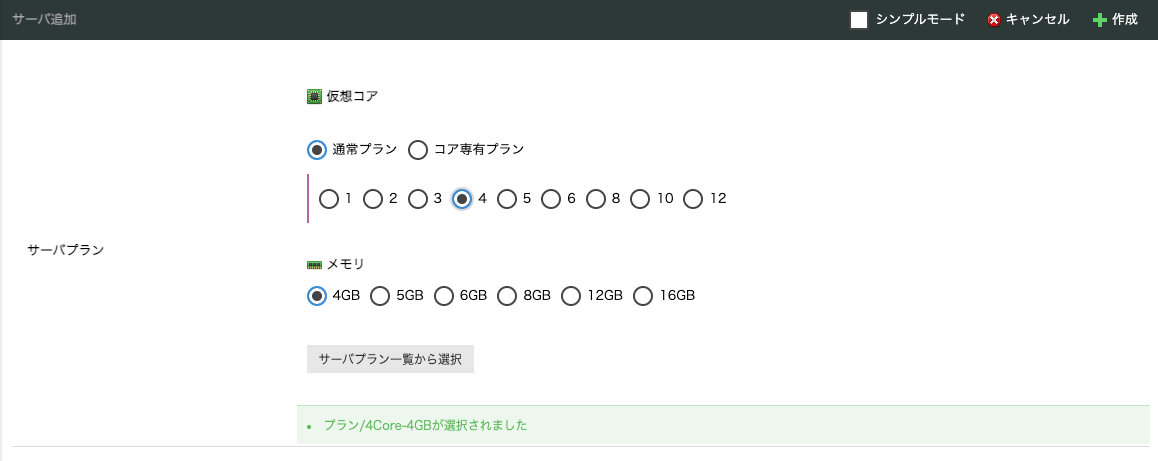 サーバ追加 シンプルモード キャンセル 作成
仮想コア
通常プラン コア専有プラン
1 2 3 4 5 6 8 10 12
サーバプラン
メモリ
4GB 5GB 6GB 8GB 12GB 16GB
サーバプラン一覧から選択
プラン/4Core-4GBが選択されました